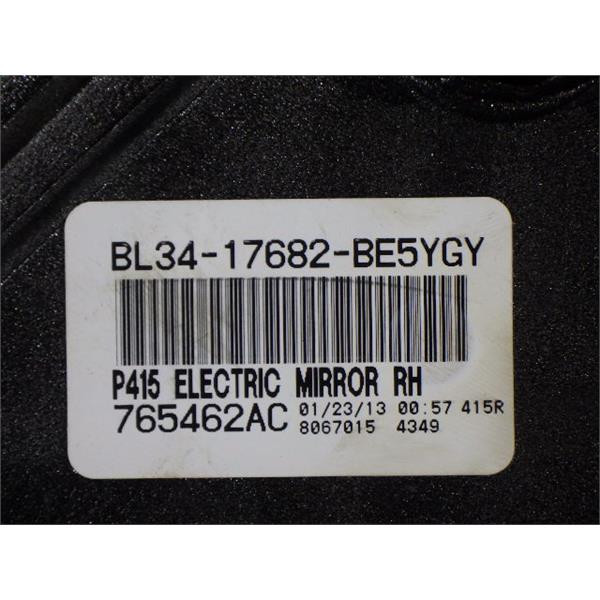 BL34-17682-BE5YGY
P415 ELECTRIC MIRROR RH
765462AC 01/23/13 00:57 415R
8067015 4349